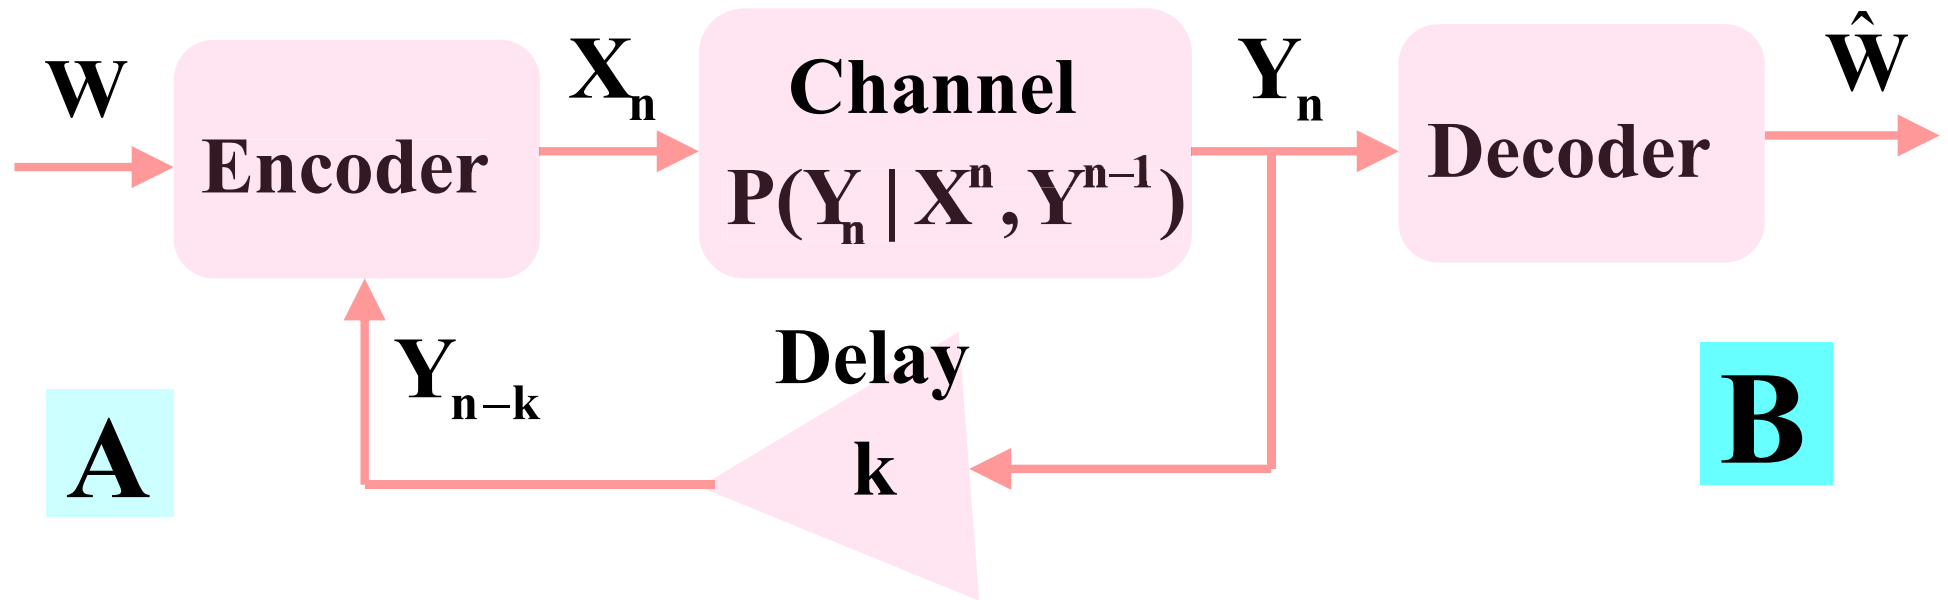 W
Encoder
Xₙ
Channel
P(Yₙ | Xⁿ, Yⁿ⁻¹)
Yₙ
Decoder
Ŵ
Yₙ₋ₖ
Delay
k
A
B